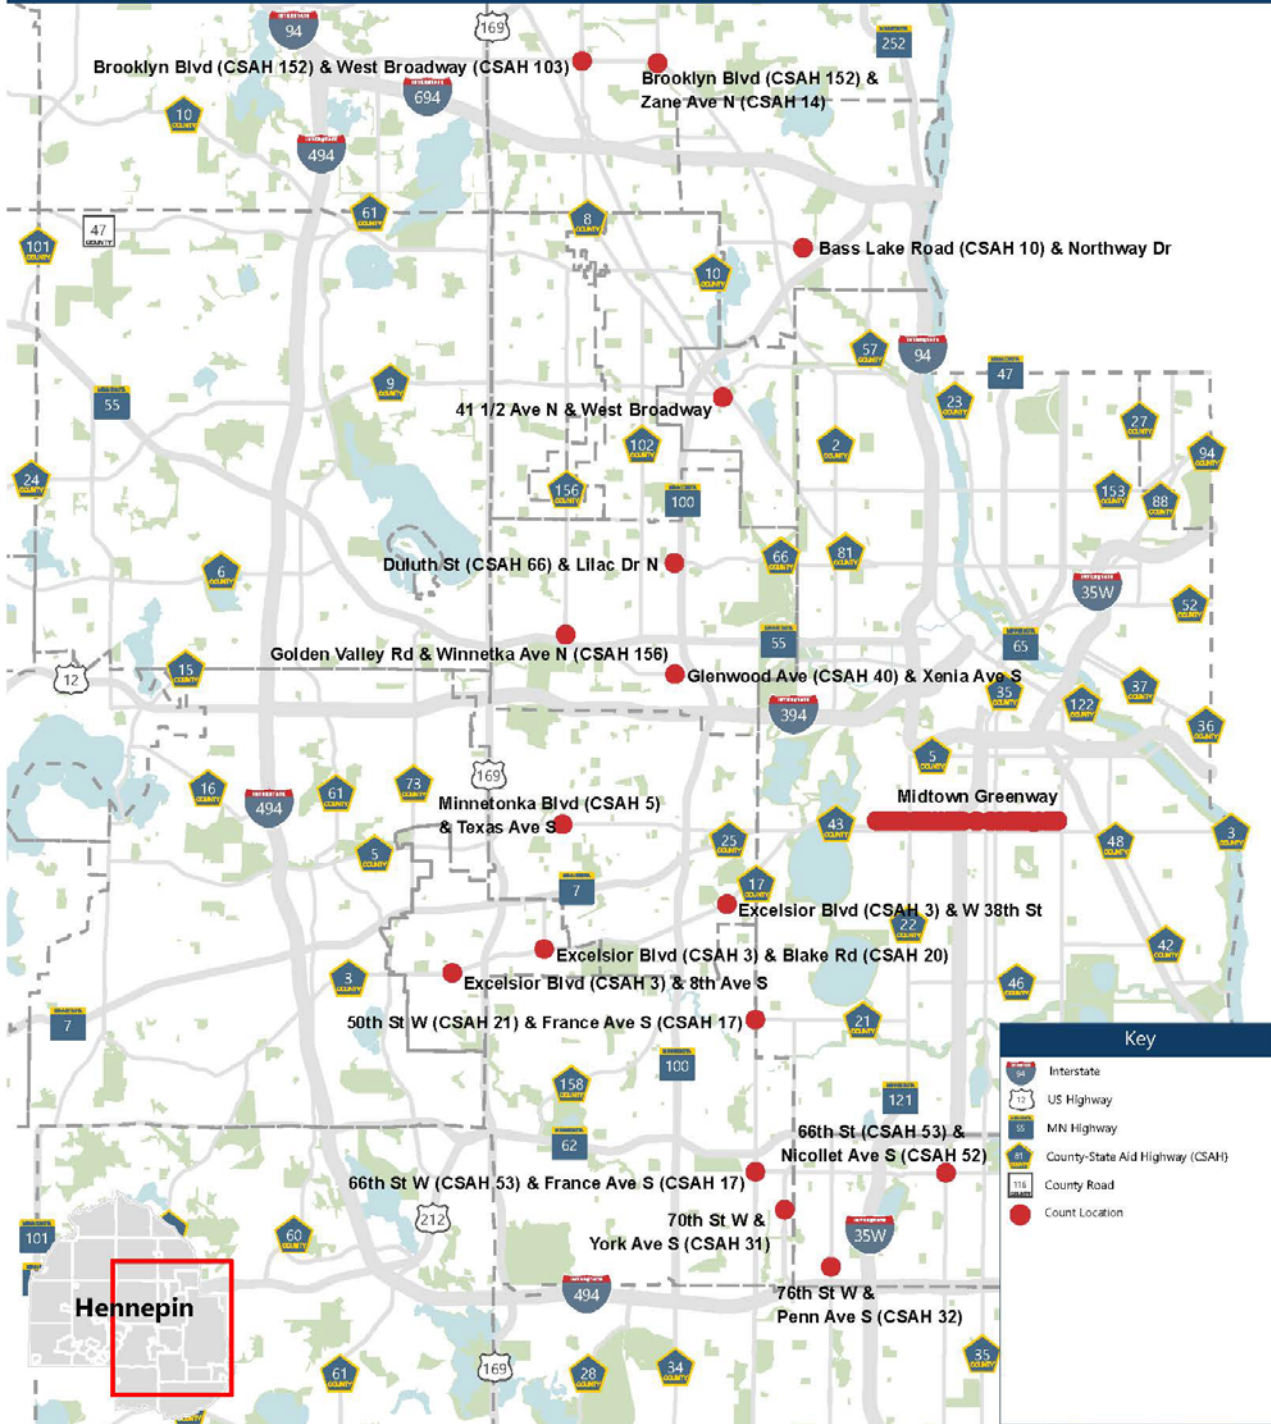 94
169
252
Brooklyn Blvd (CSAH 152) & West Broadway (CSAH 103)
Brooklyn Blvd (CSAH 152) &
Zane Ave N (CSAH 14)
694
10
494
61
8
47
COUNTY
101
Bass Lake Road (CSAH 10) & Northway Dr
10
57
94
47
9
55
23
41 1/2 Ave N & West Broadway
27
102
2
94
24
156
100
153
88
Duluth St (CSAH 66) & Lilac Dr N
66
81
6
35W
52
55
65
Golden Valley Rd & Winnetka Ave N (CSAH 156)
15
12
Glenwood Ave (CSAH 40) & Xenia Ave S
35
37
122
394
36
5
169
16
61
73
494
Minnetonka Blvd (CSAH 5)
& Texas Ave S
Midtown Greenway
43
25
48
3
5
7
17
Excelsior Blvd (CSAH 3) & W 38th St
22
42
Excelsior Blvd (CSAH 3) & Blake Rd (CSAH 20)
3
Excelsior Blvd (CSAH 3) & 8th Ave S
46
7
50th St W (CSAH 21) & France Ave S (CSAH 17)
21
Key
94
Interstate
12
US Highway
55
MN Highway
81
County-State Aid Highway (CSAH)
116
County Road
Count Location
100
158
121
62
66th St (CSAH 53) &
Nicollet Ave S (CSAH 52)
66th St W (CSAH 53) & France Ave S (CSAH 17)
70th St W &
York Ave S (CSAH 31)
212
35W
101
60
76th St W &
Penn Ave S (CSAH 32)
494
Hennepin
61
169
28
34
35